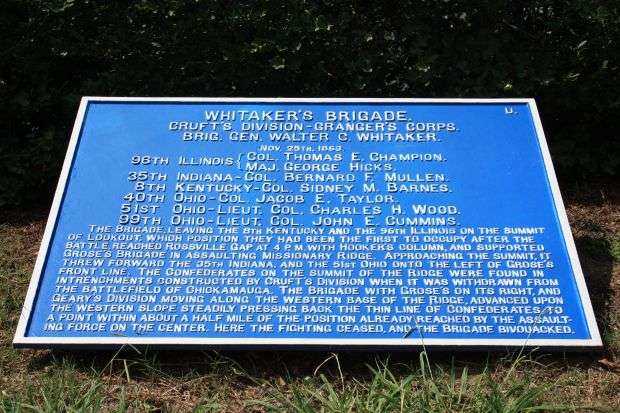 U.
WHITAKER'S BRIGADE.
CRUFT'S DIVISION-GRANGER'S CORPS.
BRIG. GEN. WALTER C. WHITAKER.
NOV. 25TH, 1863.
96TH ILLINOIS { COL. THOMAS E. CHAMPION.
MAJ. GEORGE HICKS.
35TH INDIANA-COL. BERNARD F. MULLEN.
8TH KENTUCKY-COL. SIDNEY M. BARNES.
40TH OHIO-COL. JACOB E. TAYLOR.
51ST OHIO-LIEUT. COL. CHARLES H. WOOD.
99TH OHIO-LIEUT. COL. JOHN E. CUMMINS.
THE BRIGADE, LEAVING THE 8TH KENTUCKY AND THE 96TH ILLINOIS ON THE SUMMIT
OF LOOKOUT, WHICH POSITION THEY HAD BEEN THE FIRST TO OCCUPY AFTER THE
BATTLE, REACHED ROSSVILLE GAP AT 4 P.M. WITH HOOKER'S COLUMN, AND SUPPORTED
GROSE'S BRIGADE IN ASSAULTING MISSIONARY RIDGE. APPROACHING THE SUMMIT, IT
THREW FORWARD THE 35TH INDIANA, AND THE 51ST OHIO ONTO THE LEFT OF GROSE'S
FRONT LINE. THE CONFEDERATES ON THE SUMMIT OF THE RIDGE WERE FOUND IN
INTRENCHMENTS CONSTRUCTED BY CRUFT'S DIVISION WHEN IT WAS WITHDRAWN FROM
THE BATTLEFIELD OF CHICKAMAUGA. THE BRIGADE WITH GROSE'S ON ITS RIGHT, AND
GEARY'S DIVISION MOVING ALONG THE WESTERN BASE OF THE RIDGE, ADVANCED UPON
THE WESTERN SLOPE STEADILY PRESSING BACK THE THIN LINE OF CONFEDERATES TO
A POINT WITHIN ABOUT A HALF MILE OF THE POSITION ALREADY REACHED BY THE ASSAULT-
ING FORCE ON THE CENTER. HERE THE FIGHTING CEASED, AND THE BRIGADE BIVOUACKED.